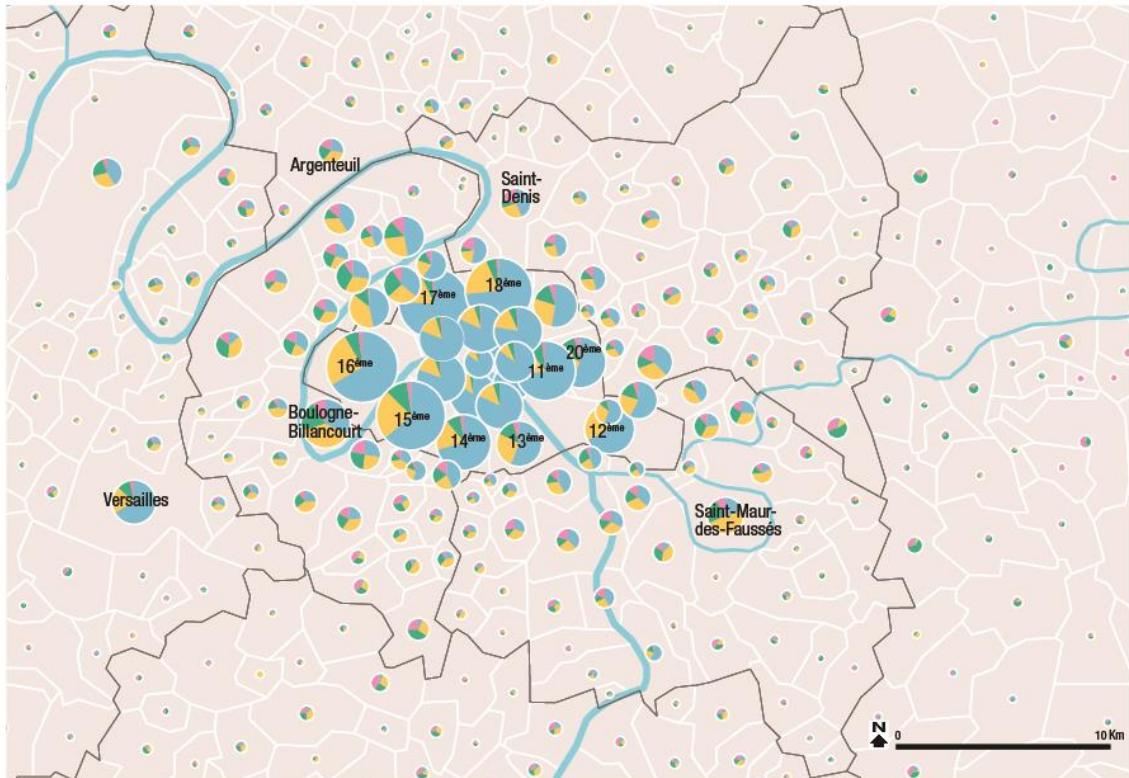 Argenteuil
Saint-
Denis
18ème
17ème
16ème
20ème
11ème
Boulogne-
Billancourt
15ème
14ème
13ème
12ème
Versailles
Saint-Maur-
des-Faussés
N
0
10 Km